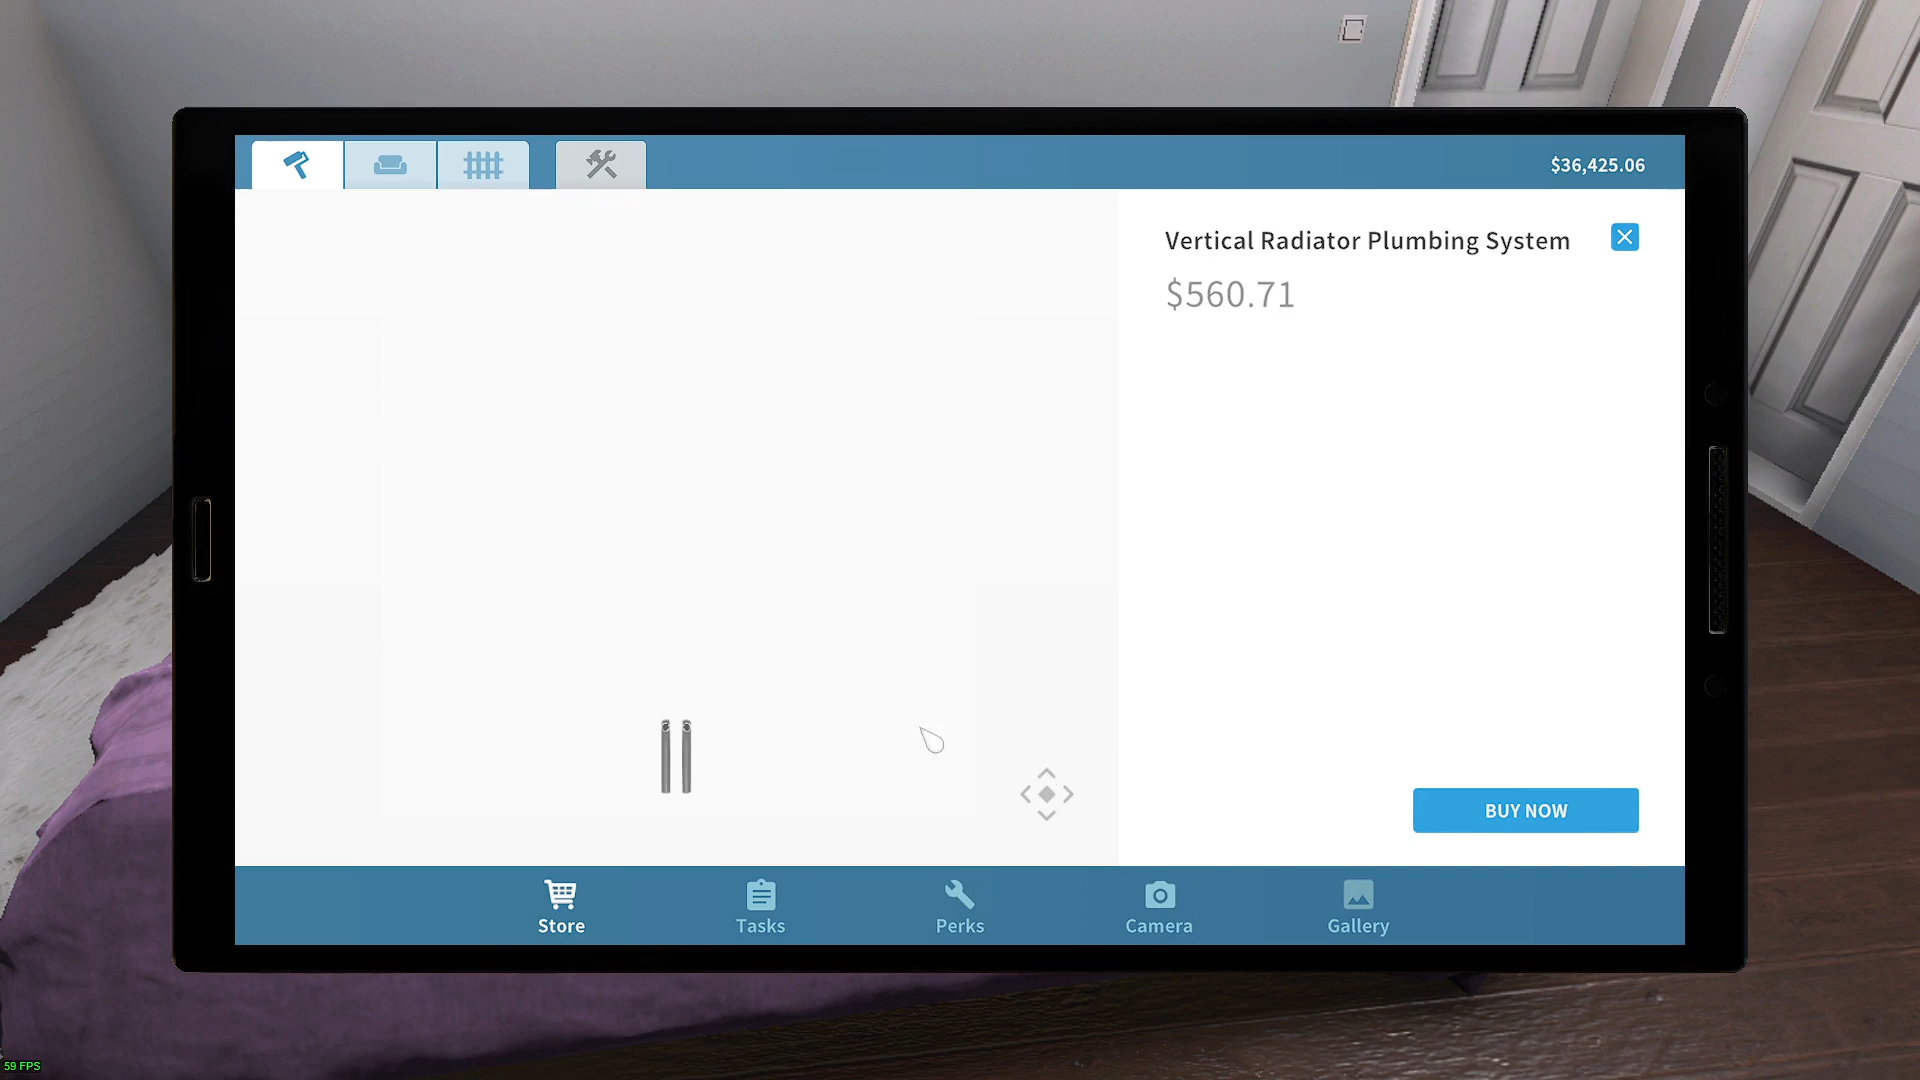 $36,425.06
Vertical Radiator Plumbing System
$560.71
BUY NOW
Store
Tasks
Perks
Camera
Gallery
59 FPS